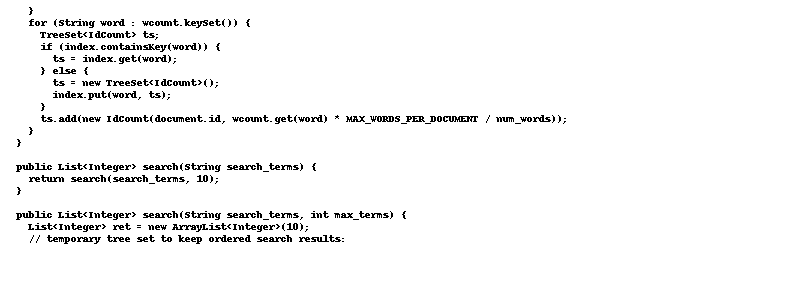 }
for (String word : wcount.keySet()) {
TreeSet<IdCount> ts;
if (index.containsKey(word)) {
ts = index.get(word);
} else {
ts = new TreeSet<IdCount>();
index.put(word, ts);
}
ts.add(new IdCount(document.id, wcount.get(word) * MAX_WORDS_PER_DOCUMENT / num_words));
}
}
public List<Integer> search(String search_terms) {
return search(search_terms, 10);
}
public List<Integer> search(String search_terms, int max_terms) {
List<Integer> ret = new ArrayList<Integer>(10);
// temporary tree set to keep ordered search results: